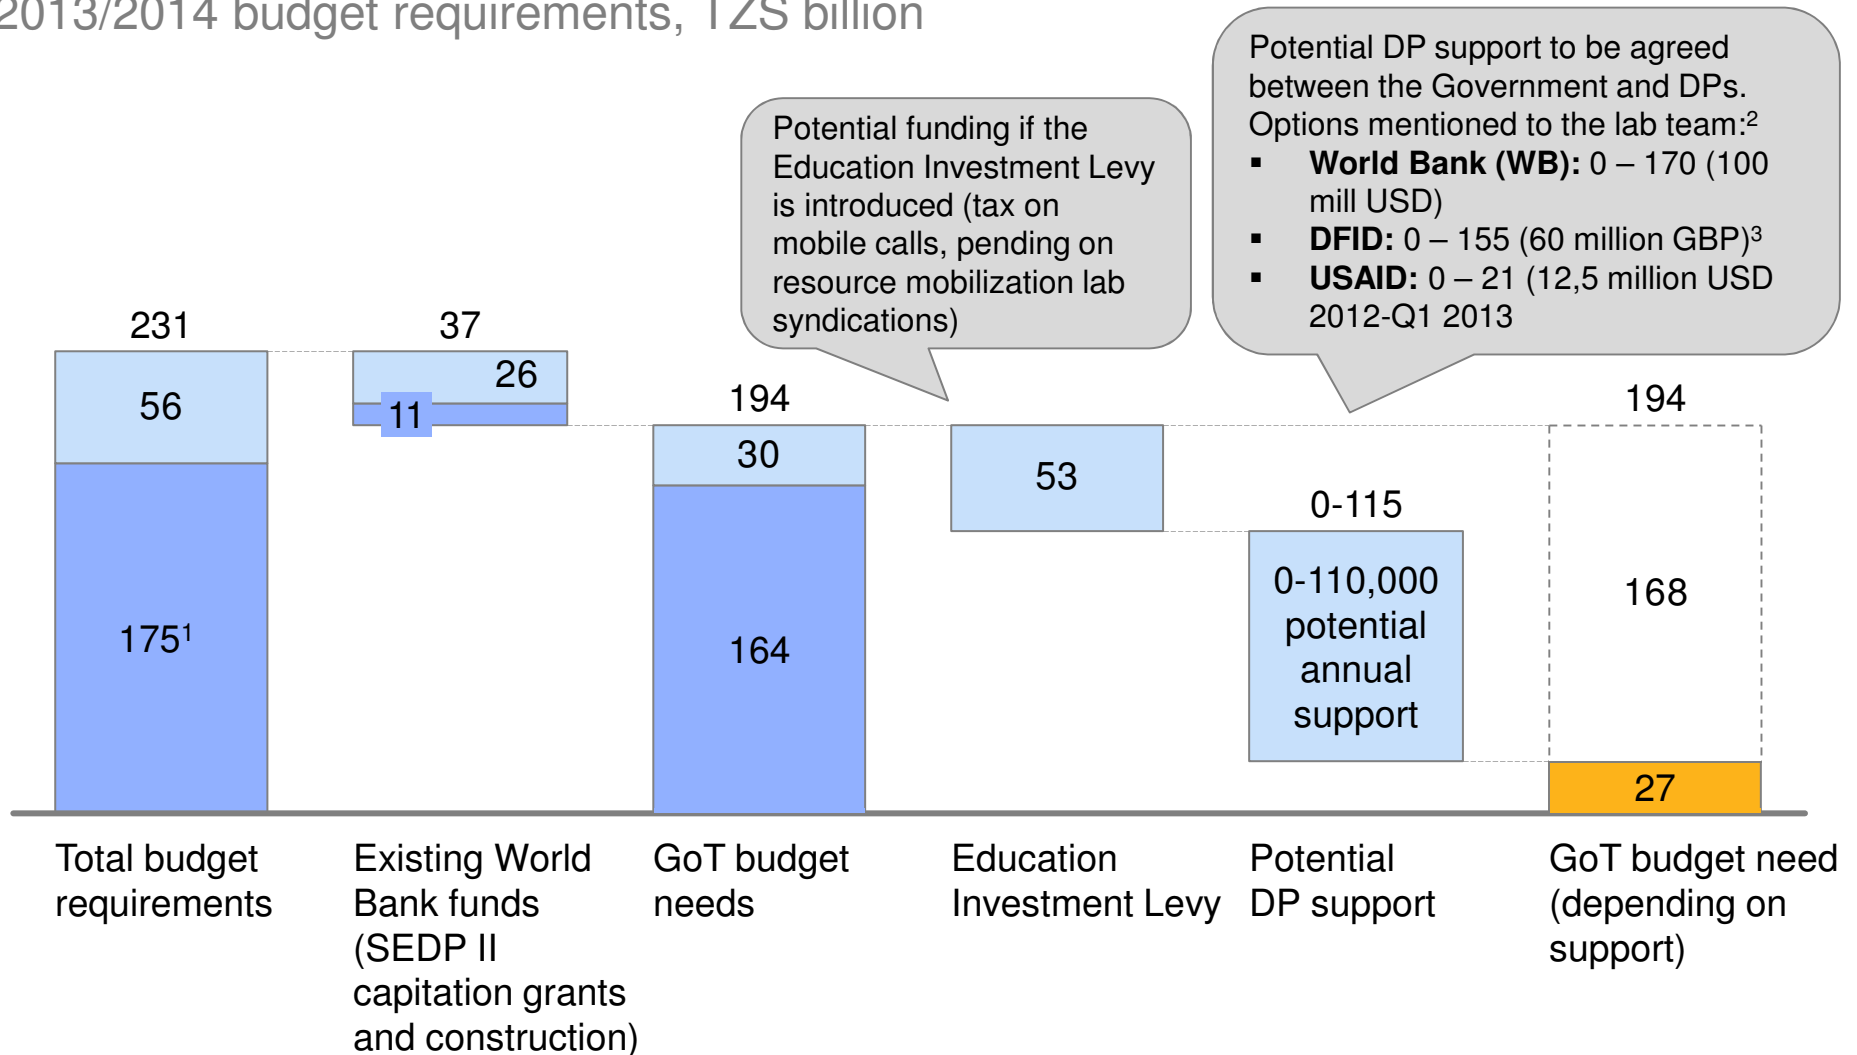 2013/2014 budget requirements, TZS billion
Potential funding if the
Education Investment Levy
is introduced (tax on
mobile calls, pending on
resource mobilization lab
syndications)
Potential DP support to be agreed
between the Government and DPs.
Options mentioned to the lab team:²
▪ World Bank (WB): 0 – 170 (100
mill USD)
▪ DFID: 0 – 155 (60 million GBP)³
▪ USAID: 0 – 21 (12,5 million USD
2012-Q1 2013
231
56
175¹
37
26
11
194
30
164
53
0-115
0-110,000
potential
annual
support
194
168
27
Total budget
requirements
Existing World
Bank funds
(SEDP II
capitation grants
and construction)
GoT budget
needs
Education
Investment Levy
Potential
DP support
GoT budget need
(depending on
support)